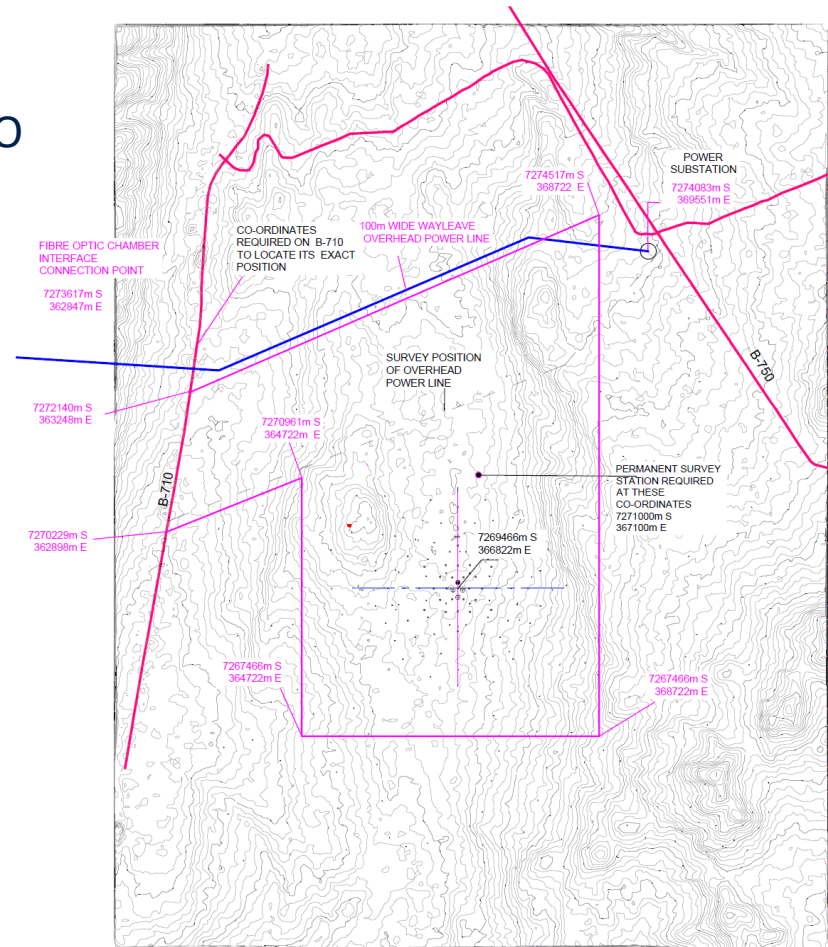 O
POWER
SUBSTATION
7274517m S
368722 E
7274083m S
369551m E
FIBRE OPTIC CHAMBER
INTERFACE
CONNECTION POINT
7273617m S
362847m E
CO-ORDINATES
REQUIRED ON B-710
TO LOCATE ITS EXACT
POSITION
100m WIDE WAYLEAVE
OVERHEAD POWER LINE
SURVEY POSITION
OF OVERHEAD
POWER LINE
B-750
7272140m S
363248m E
7270961m S
364722m E
B-710
PERMANENT SURVEY
STATION REQUIRED
AT THESE
CO-ORDINATES
7271000m S
367100m E
7270229m S
362898m E
7269466m S
366822m E
7267466m S
364722m E
7267466m S
368722m E